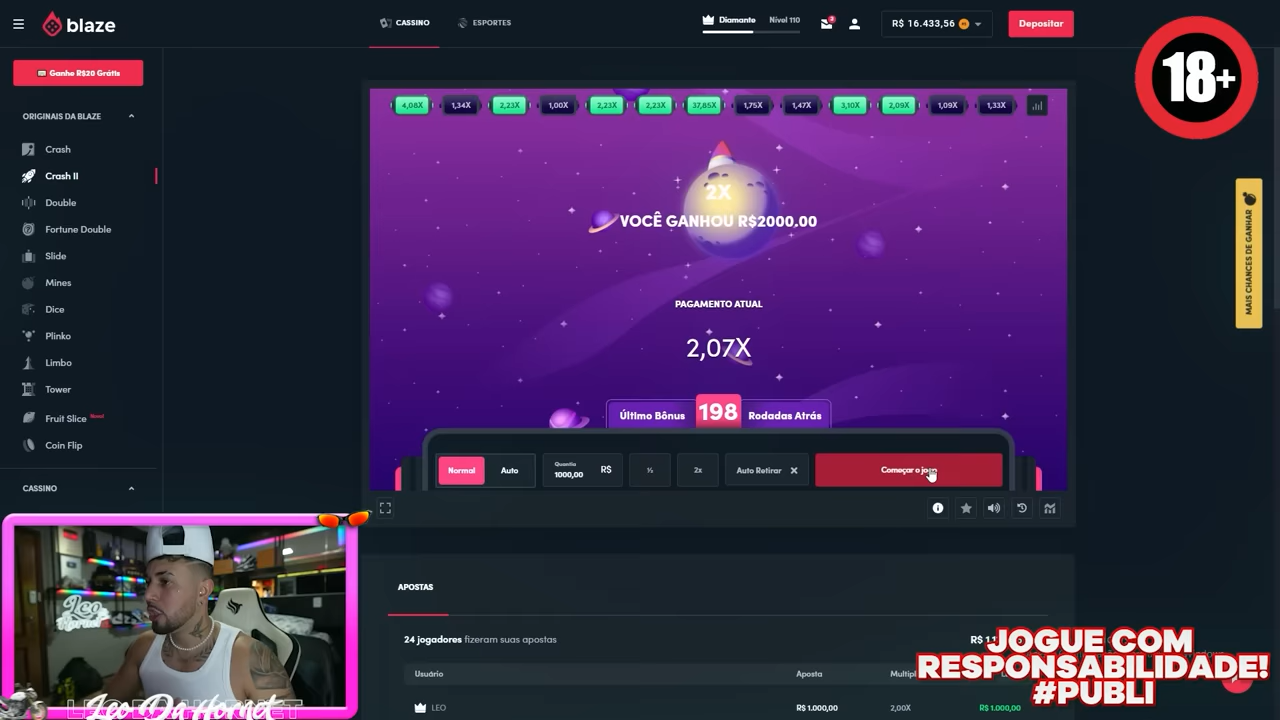 blaze
CASSINO
ESPORTES
Diamante
Nível 110
3
R$ 16.433,56
Depositar
18+
Ganhe R$20 Grátis
ORIGINAIS DA BLAZE
Crash
Crash II
Double
Fortune Double
Slide
Mines
Dice
Plinko
Limbo
Tower
Fruit Slice
Coin Flip
CASSINO
4,08X 1,34X 2,23X 1,00X 2,23X 2,23X 37,85X 1,75X 1,47X 3,10X 2,09X 1,09X 1,33X
2X
VOCÊ GANHOU R$2000.00
PAGAMENTO ATUAL
2,07X
Último Bônus 198 Rodadas Atrás
Normal
Auto
Quantia
1000,00
R$
½
2x
Auto Retirar
Começar o jogo
MAIS CHANCES DE GANHAR
APOSTAS
24 jogadores fizeram suas apostas
Usuário
Aposta
LEO
R$ 1.000,00
2,00X
R$ 1.000,00
Leo Da Hornet
JOGUE COM
RESPONSABILIDADE!
#PUBLI